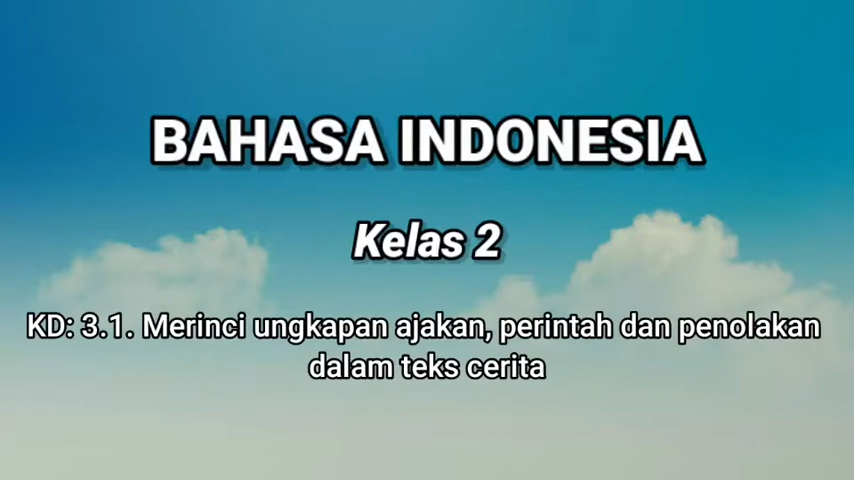 BAHASA INDONESIA
Kelas 2
KD: 3.1. Merinci ungkapan ajakan, perintah dan penolakan
dalam teks cerita